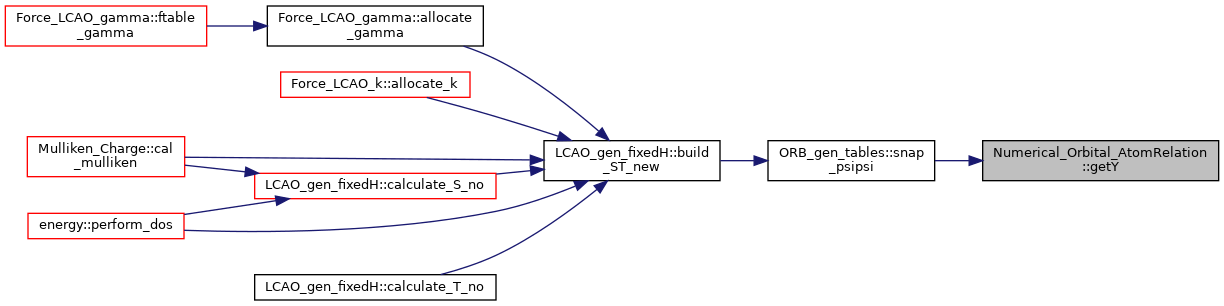 Force_LCAO_gamma::ftable
_gamma
Force_LCAO_gamma::allocate
_gamma
Force_LCAO_k::allocate_k
Mulliken_Charge::cal
_mulliken
LCAO_gen_fixedH::calculate_S_no
energy::perform_dos
LCAO_gen_fixedH::calculate_T_no
LCAO_gen_fixedH::build
_ST_new
ORB_gen_tables::snap
_psipsi
Numerical_Orbital_AtomRelation
::getY